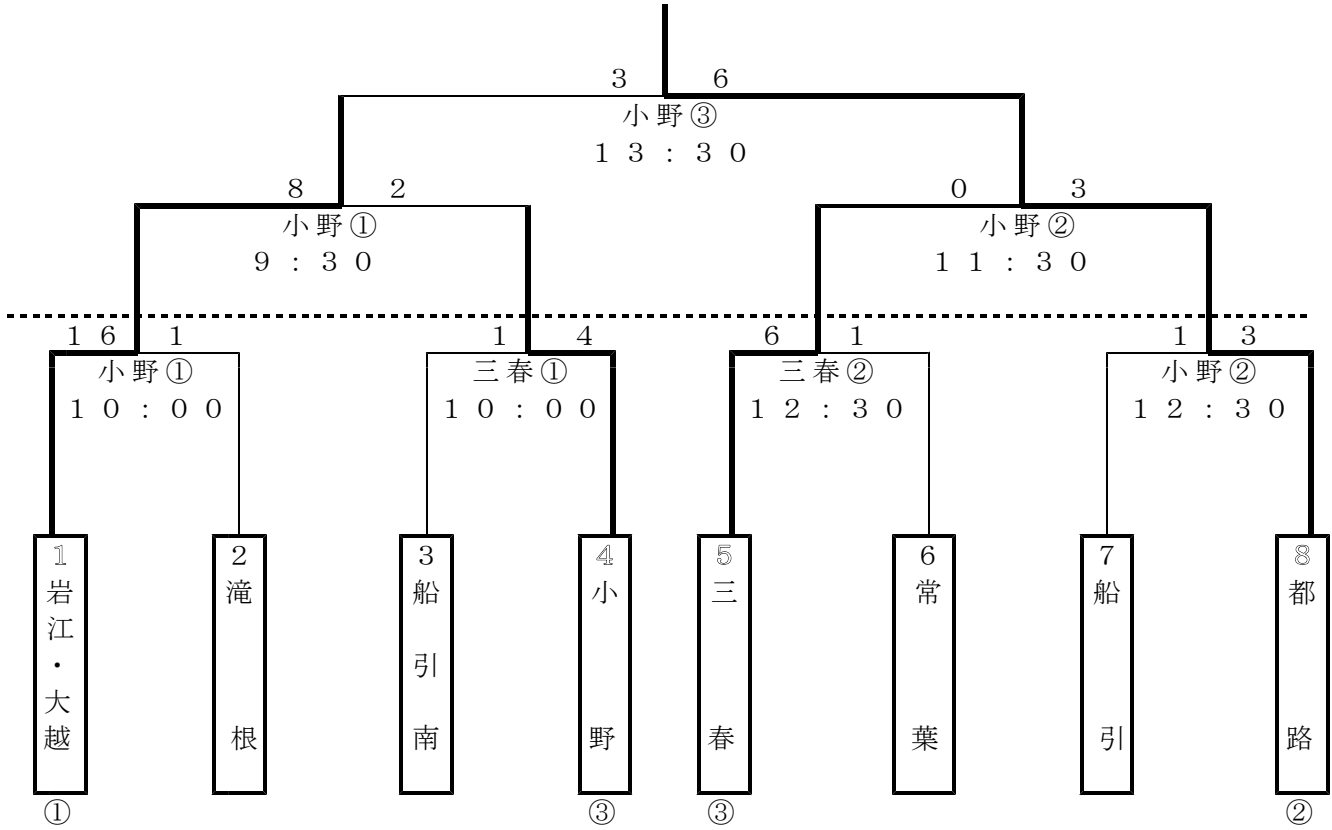 ３ ６
小野③
１３：３０
８ ２
０ ３
小野①
小野②
９：３０
１１：３０
１６ １
１ ４
６ １
１ ３
小野①
三春①
三春②
小野②
１０：００
１０：００
１２：３０
１２：３０
１ 岩江・大越
２ 滝根
３ 船引南
４ 小野
５ 三春
６ 常葉
７ 船引
８ 都路
① ③ ③ ②